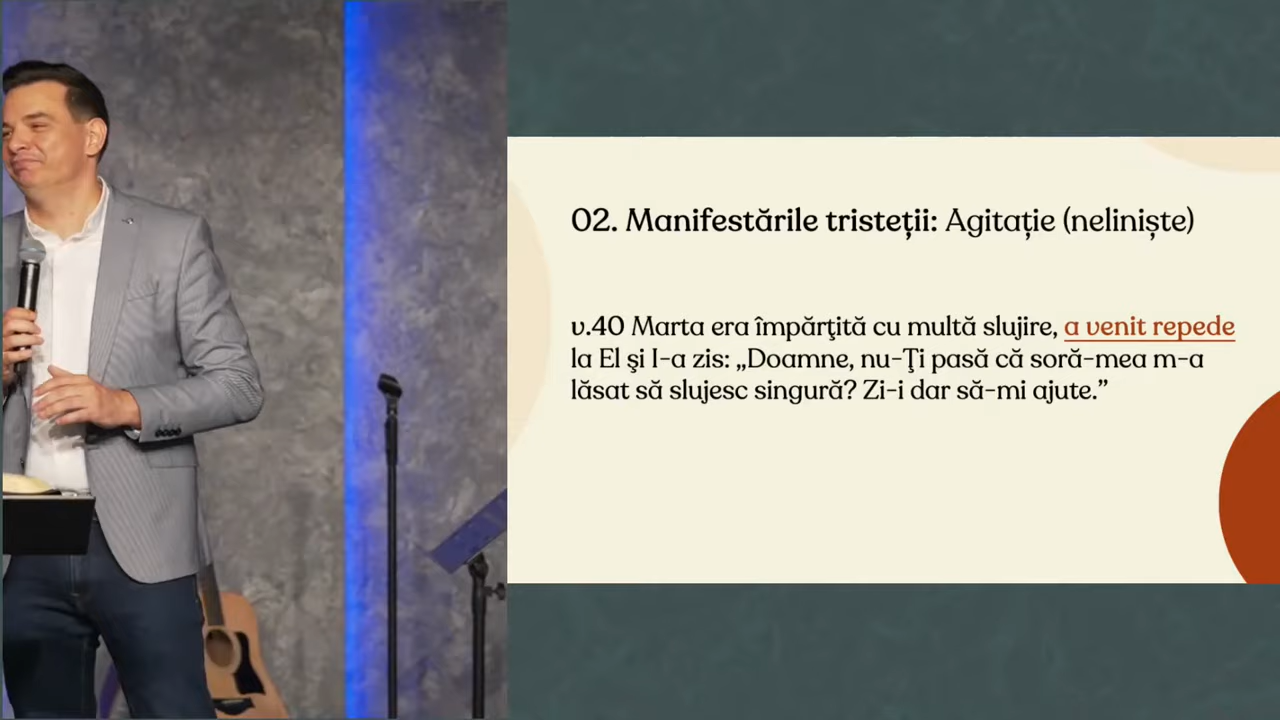 02. Manifestările tristeții: Agitație (neliniște)
v.40 Marta era împărţită cu multă slujire, a venit repede
la El şi I-a zis: „Doamne, nu-Ţi pasă că soră-mea m-a
lăsat să slujesc singură? Zi-i dar să-mi ajute.”